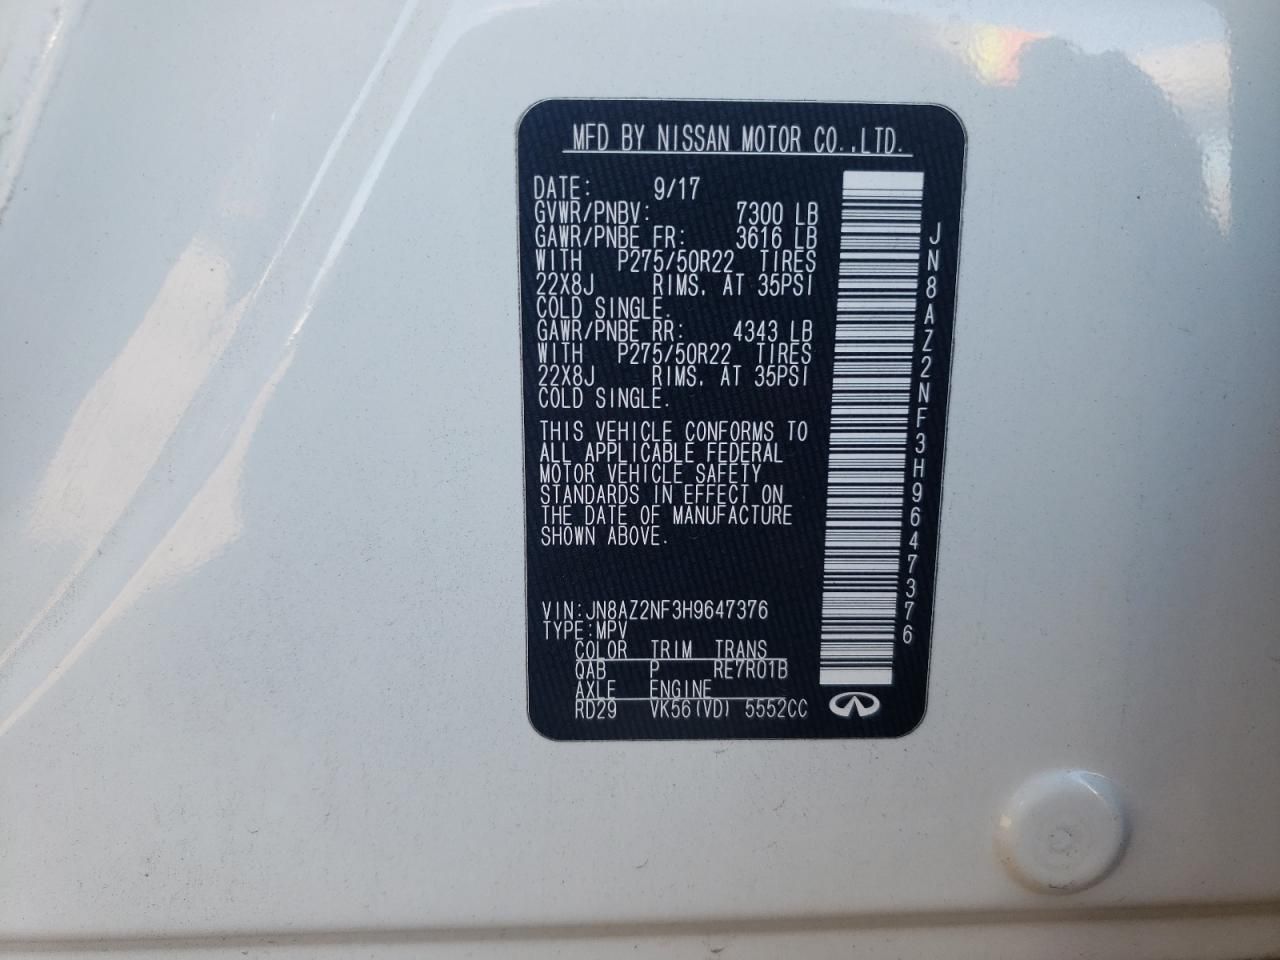 MFD BY NISSAN MOTOR CO.,LTD.
DATE: 9/17
GVWR/PNBV: 7300 LB
GAWR/PNBE FR: 3616 LB
WITH P275/50R22 TIRES
22X8J RIMS. AT 35PSI
COLD SINGLE.
GAWR/PNBE RR: 4343 LB
WITH P275/50R22 TIRES
22X8J RIMS. AT 35PSI
COLD SINGLE.
THIS VEHICLE CONFORMS TO
ALL APPLICABLE FEDERAL
MOTOR VEHICLE SAFETY
STANDARDS IN EFFECT ON
THE DATE OF MANUFACTURE
SHOWN ABOVE.
VIN:JN8AZ2NF3H9647376
TYPE:MPV
COLOR TRIM TRANS
QAB P RE7R01B
AXLE ENGINE
RD29 VK56(VD) 5552CC
JN8AZ2NF3H9647376